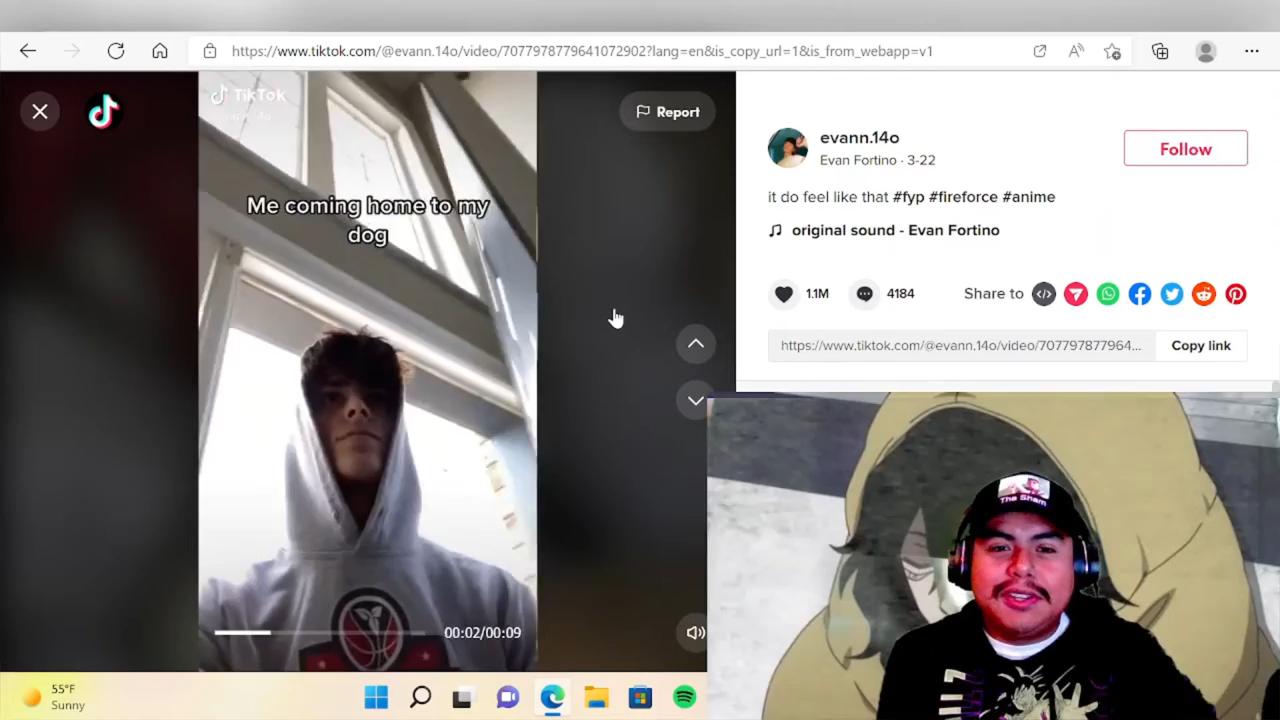 https://www.tiktok.com/@evann.14o/video/7077978779641072902?lang=en&is_copy_url=1&is_from_webapp=v1
TikTok
Report
Me coming home to my
dog
00:02/00:09
evann.14o
Evan Fortino · 3-22
Follow
it do feel like that #fyp #fireforce #anime
original sound - Evan Fortino
1.1M
4184
Share to
https://www.tiktok.com/@evann.14o/video/707797877964...
Copy link
The Sham
55°F
Sunny